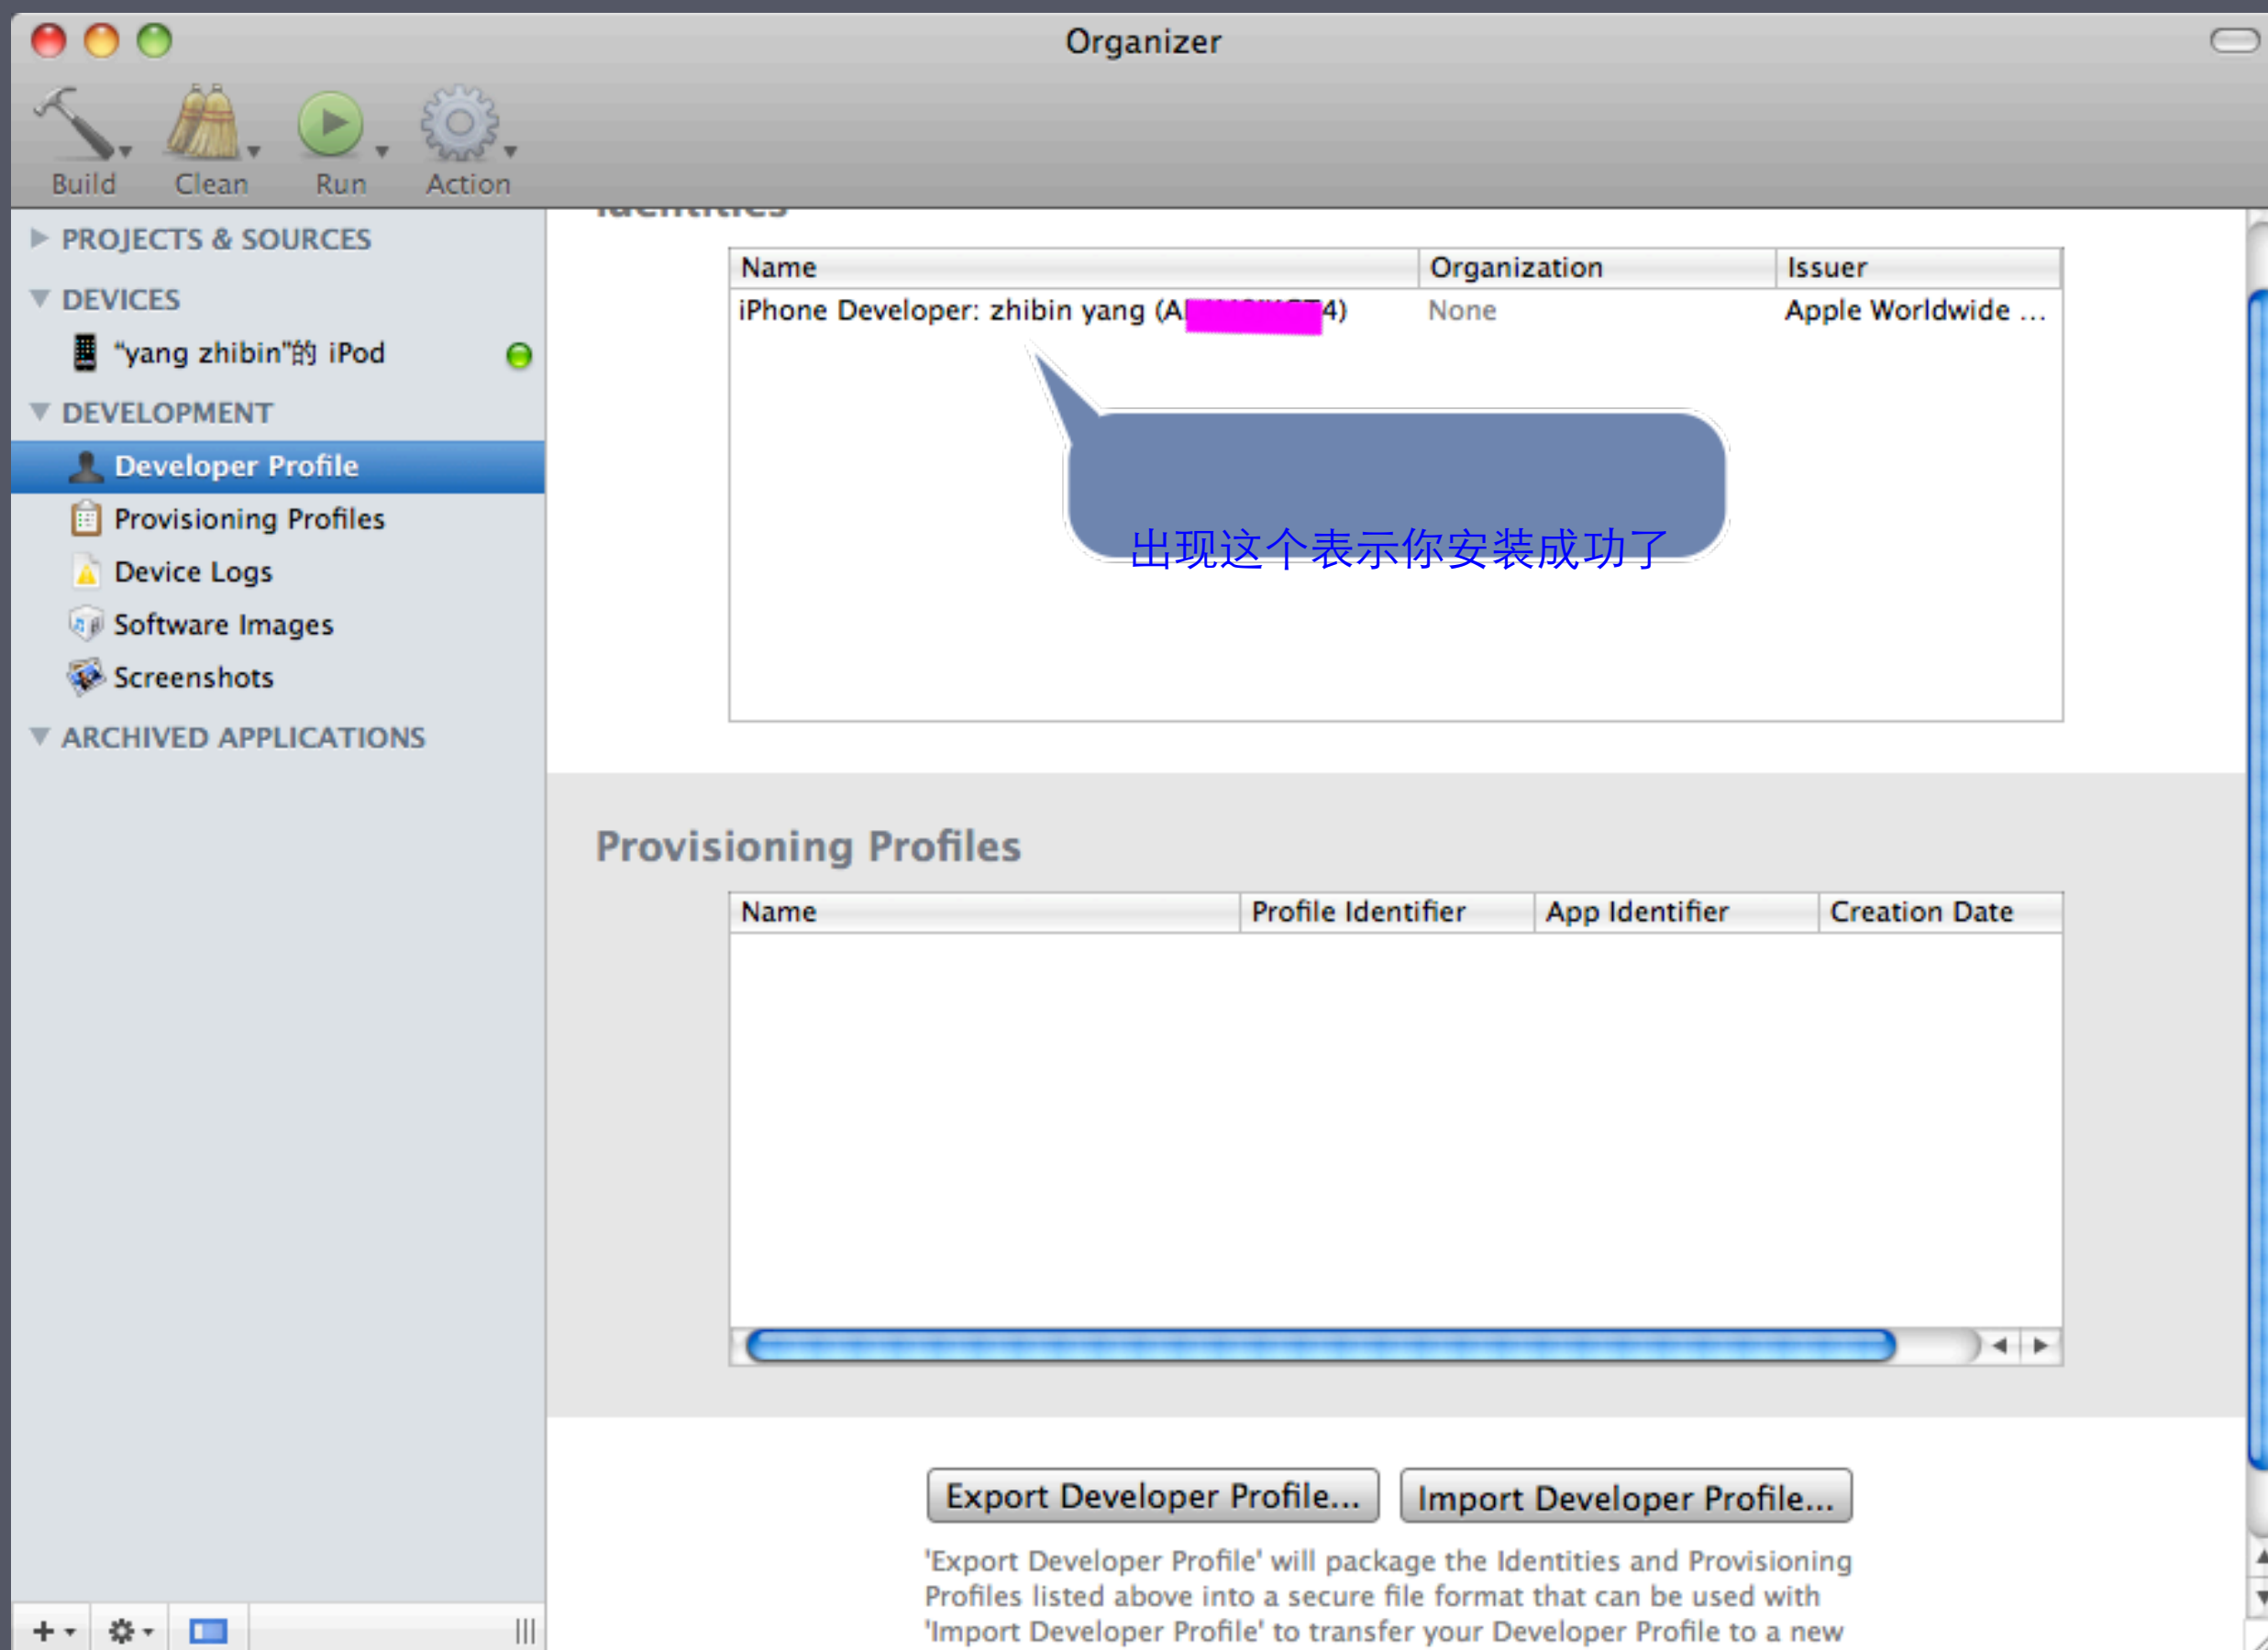 Organizer
Build Clean Run Action
PROJECTS & SOURCES
DEVICES
“yang zhibin”的 iPod
DEVELOPMENT
Developer Profile
Provisioning Profiles
Device Logs
Software Images
Screenshots
ARCHIVED APPLICATIONS
Identities
Name Organization Issuer
iPhone Developer: zhibin yang (A 4) None Apple Worldwide ...
出现这个表示你安装成功了
Provisioning Profiles
Name Profile Identifier App Identifier Creation Date
Export Developer Profile... Import Developer Profile...
'Export Developer Profile' will package the Identities and Provisioning
Profiles listed above into a secure file format that can be used with
'Import Developer Profile' to transfer your Developer Profile to a new